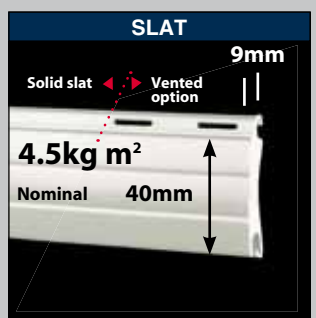 SLAT
9mm
Solid slat Vented
option
4.5kg m²
Nominal 40mm